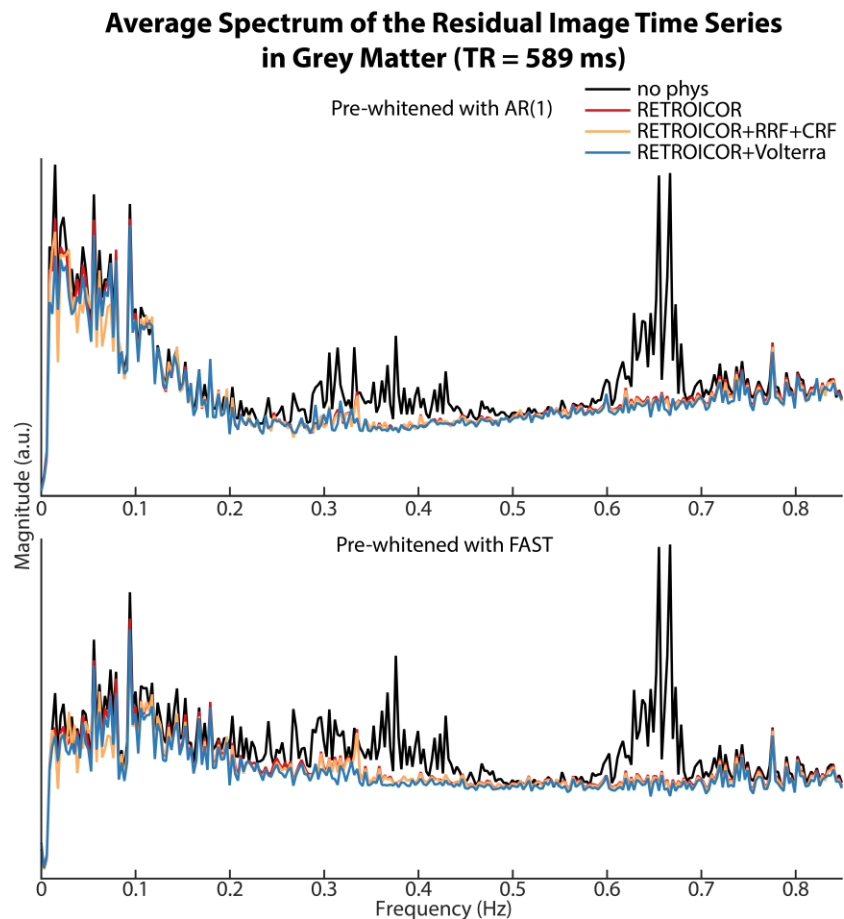 Average Spectrum of the Residual Image Time Series
in Grey Matter (TR = 589 ms)
no phys
Pre-whitened with AR(1)
RETROICOR
RETROICOR+RRF+CRF
RETROICOR+Volterra
0 0.1 0.2 0.3 0.4 0.5 0.6 0.7 0.8
Magnitude (a.u.)
Pre-whitened with FAST
0 0.1 0.2 0.3 0.4 0.5 0.6 0.7 0.8
Frequency (Hz)